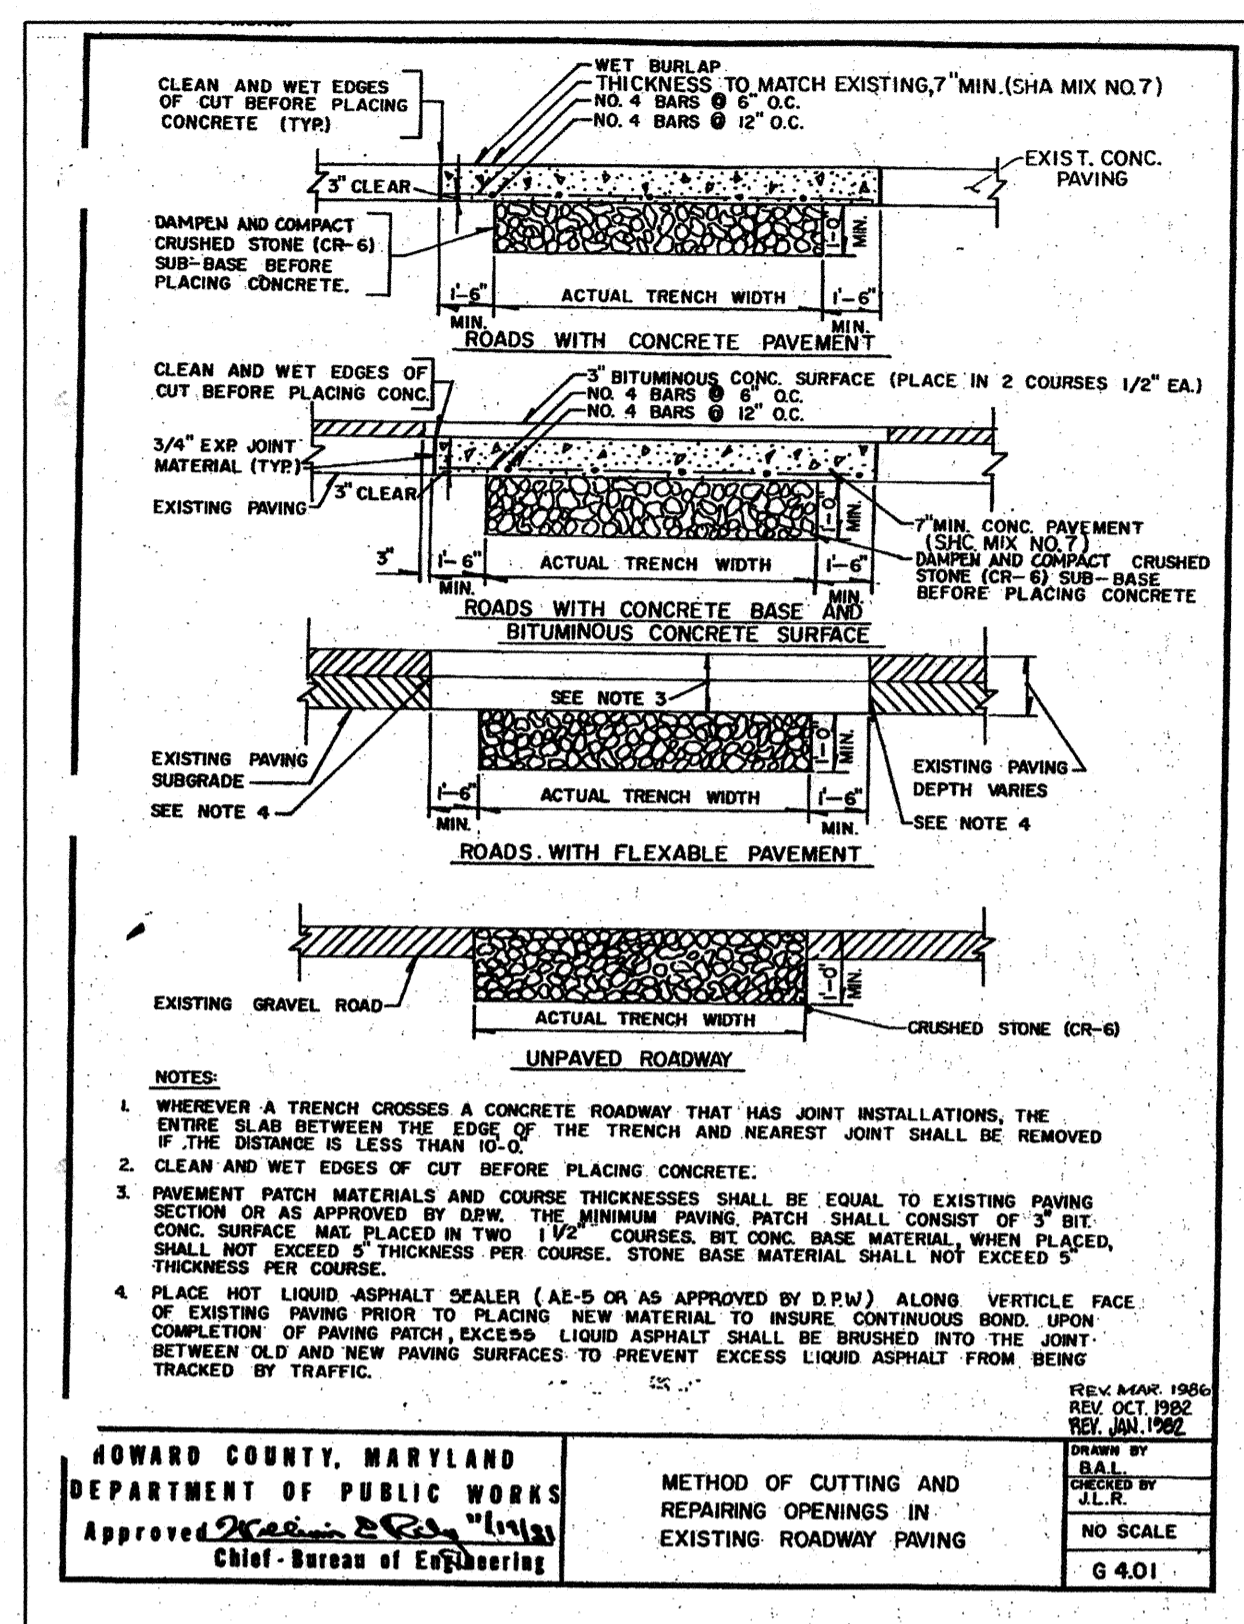 WET BURLAP
THICKNESS TO MATCH EXISTING, 7" MIN. (SHA MIX NO. 7)
NO. 4 BARS @ 6" O.C.
NO. 4 BARS @ 12" O.C.
CLEAN AND WET EDGES
OF CUT BEFORE PLACING
CONCRETE (TYP.)
EXIST. CONC.
PAVING
3" CLEAR
DAMPEN AND COMPACT
CRUSHED STONE (CR-6)
SUB-BASE BEFORE
PLACING CONCRETE.
1'-0"
MIN.
1'-6"
MIN.
ACTUAL TRENCH WIDTH
1'-6"
MIN.
ROADS WITH CONCRETE PAVEMENT
CLEAN AND WET EDGES OF
CUT BEFORE PLACING CONC.
3" BITUMINOUS CONC. SURFACE (PLACE IN 2 COURSES 1/2" EA.)
NO. 4 BARS @ 6" O.C.
NO. 4 BARS @ 12" O.C.
3/4" EXP. JOINT
MATERIAL (TYP.)
EXISTING PAVING
3" CLEAR
1'-0"
MIN.
7" MIN. CONC. PAVEMENT
(SHC MIX NO. 7)
DAMPEN AND COMPACT CRUSHED
STONE (CR-6) SUB-BASE
BEFORE PLACING CONCRETE
3"
1'-6"
MIN.
ACTUAL TRENCH WIDTH
1'-6"
MIN.
ROADS WITH CONCRETE BASE AND
BITUMINOUS CONCRETE SURFACE
SEE NOTE 3
1'-0"
MIN.
EXISTING PAVING
SUBGRADE
SEE NOTE 4
EXISTING PAVING
DEPTH VARIES
SEE NOTE 4
1'-6"
MIN.
ACTUAL TRENCH WIDTH
1'-6"
MIN.
ROADS WITH FLEXABLE PAVEMENT
1'-0"
MIN.
EXISTING GRAVEL ROAD
ACTUAL TRENCH WIDTH
CRUSHED STONE (CR-6)
UNPAVED ROADWAY
NOTES:
1. WHEREVER A TRENCH CROSSES A CONCRETE ROADWAY THAT HAS JOINT INSTALLATIONS, THE
ENTIRE SLAB BETWEEN THE EDGE OF THE TRENCH AND NEAREST JOINT SHALL BE REMOVED
IF THE DISTANCE IS LESS THAN 10'-0."
2. CLEAN AND WET EDGES OF CUT BEFORE PLACING CONCRETE.
3. PAVEMENT PATCH MATERIALS AND COURSE THICKNESSES SHALL BE EQUAL TO EXISTING PAVING
SECTION OR AS APPROVED BY D.P.W. THE MINIMUM PAVING PATCH SHALL CONSIST OF 3" BIT.
CONC. SURFACE MAT. PLACED IN TWO 1 1/2" COURSES. BIT. CONC. BASE MATERIAL, WHEN PLACED,
SHALL NOT EXCEED 5" THICKNESS PER COURSE. STONE BASE MATERIAL SHALL NOT EXCEED 5"
THICKNESS PER COURSE.
4. PLACE HOT LIQUID ASPHALT SEALER (AE-5 OR AS APPROVED BY D.P.W) ALONG VERTICLE FACE
OF EXISTING PAVING PRIOR TO PLACING NEW MATERIAL TO INSURE CONTINUOUS BOND. UPON
COMPLETION OF PAVING PATCH, EXCESS LIQUID ASPHALT SHALL BE BRUSHED INTO THE JOINT
BETWEEN OLD AND NEW PAVING SURFACES TO PREVENT EXCESS LIQUID ASPHALT FROM BEING
TRACKED BY TRAFFIC.
REV. MAR. 1986
REV. OCT. 1982
REV. JAN. 1982
HOWARD COUNTY, MARYLAND
DEPARTMENT OF PUBLIC WORKS
Approved
Chief - Bureau of Engineering
METHOD OF CUTTING AND
REPAIRING OPENINGS IN
EXISTING ROADWAY PAVING
DRAWN BY
B.A.L.
CHECKED BY
J.L.R.
NO SCALE
G 4.01